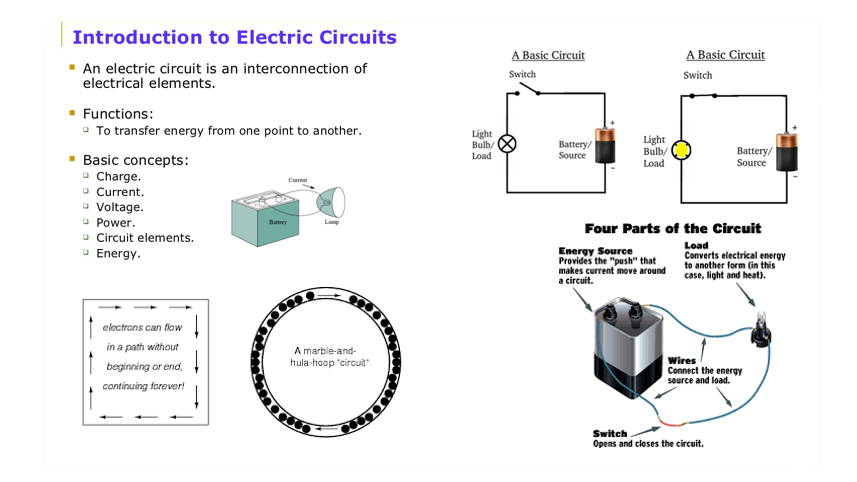 Introduction to Electric Circuits
An electric circuit is an interconnection of
electrical elements.
Functions:
To transfer energy from one point to another.
Basic concepts:
Charge.
Current.
Voltage.
Power.
Circuit elements.
Energy.
Current
Battery
Lamp
electrons can flow
in a path without
beginning or end,
continuing forever!
A marble-and-
hula-hoop "circuit"
A Basic Circuit
Switch
Light
Bulb/
Load
Battery/
Source
+
–
A Basic Circuit
Switch
Light
Bulb/
Load
Battery/
Source
+
–
Four Parts of the Circuit
Energy Source
Provides the "push" that
makes current move around
a circuit.
Load
Converts electrical energy
to another form (in this
case, light and heat).
Wires
Connect the energy
source and load.
Switch
Opens and closes the circuit.